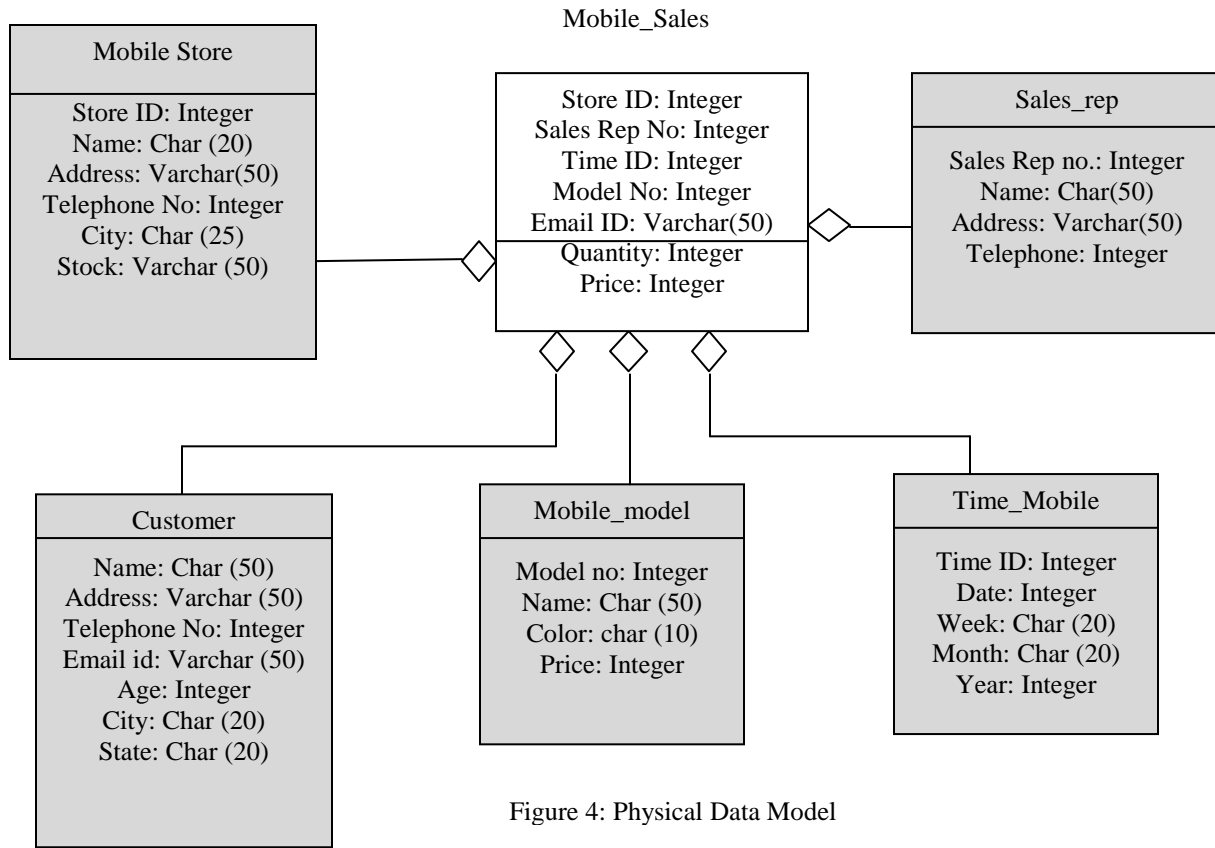 Mobile_Sales
Mobile Store
Store ID: Integer
Name: Char (20)
Address: Varchar(50)
Telephone No: Integer
City: Char (25)
Stock: Varchar (50)
Store ID: Integer
Sales Rep No: Integer
Time ID: Integer
Model No: Integer
Email ID: Varchar(50)
Quantity: Integer
Price: Integer
Sales_rep
Sales Rep no.: Integer
Name: Char(50)
Address: Varchar(50)
Telephone: Integer
Customer
Name: Char (50)
Address: Varchar (50)
Telephone No: Integer
Email id: Varchar (50)
Age: Integer
City: Char (20)
State: Char (20)
Mobile_model
Model no: Integer
Name: Char (50)
Color: char (10)
Price: Integer
Time_Mobile
Time ID: Integer
Date: Integer
Week: Char (20)
Month: Char (20)
Year: Integer
Figure 4: Physical Data Model